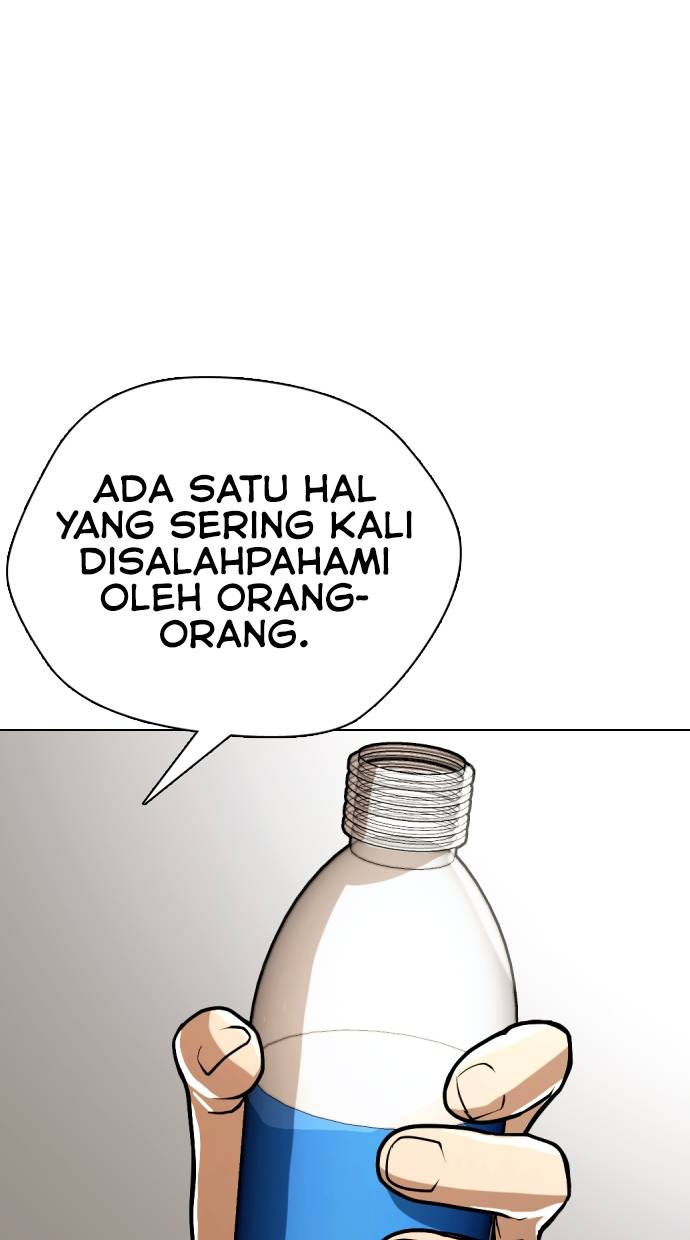 ADA SATU HAL
YANG SERING KALI
DISALAHPAHAMI
OLEH ORANG-
ORANG.